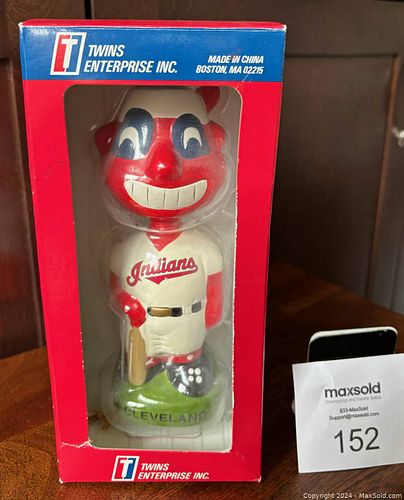 TWINS
ENTERPRISE INC.
MADE IN CHINA
BOSTON, MA 02215
Indians
CLEVELAND
TWINS
ENTERPRISE INC.
maxsold
Downsizing and Estate Sales
833-MaxSold
Support@maxsold.com
152
Copyright 2024 - MaxSold.com